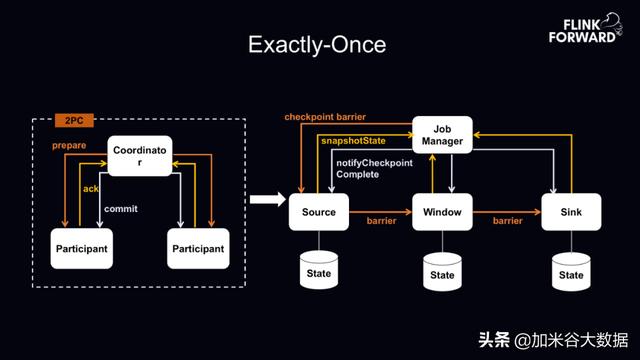 FLINK
FORWARD
Exactly-Once
2PC
prepare
Coordinato
r
ack
commit
Participant
Participant
checkpoint barrier
Job
Manager
snapshotState
notifyCheckpoint
Complete
Source
barrier
Window
barrier
Sink
State
State
State
头条 @加米谷大数据